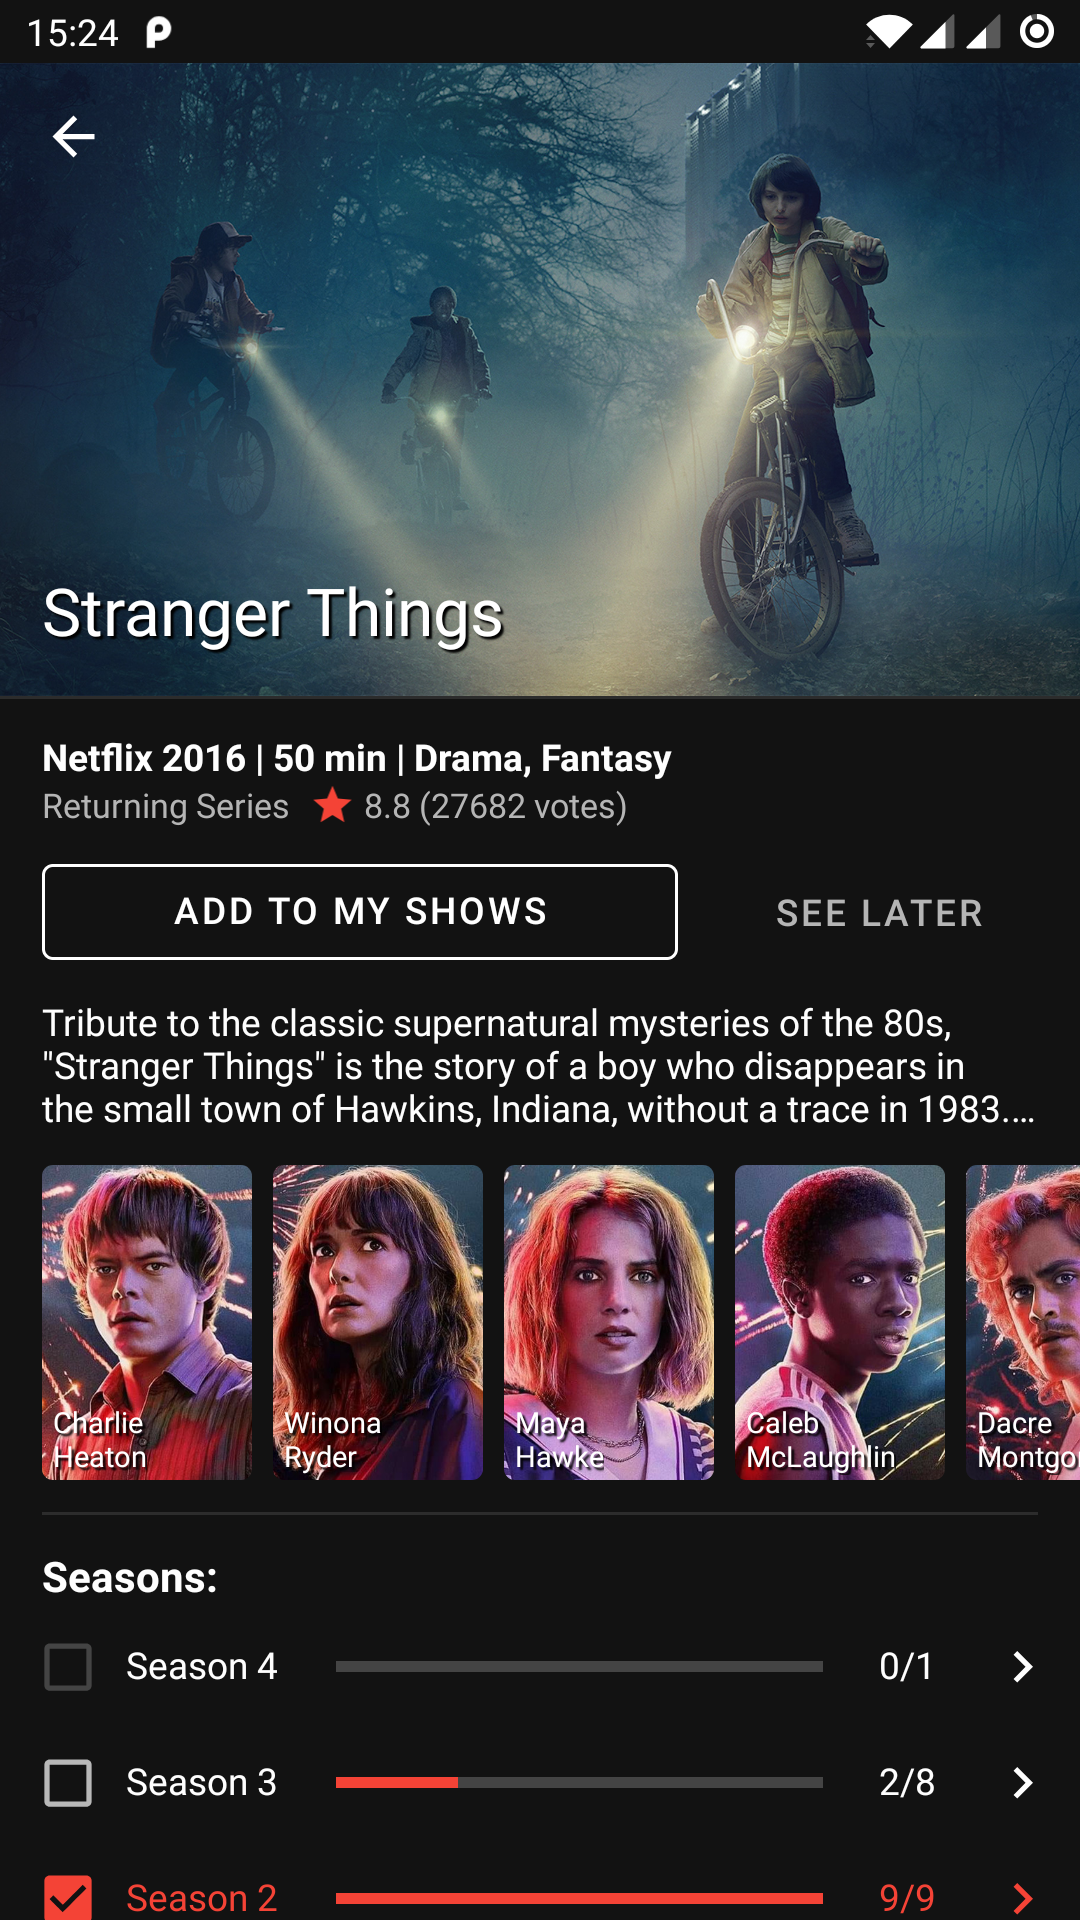 15:24
Stranger Things
Netflix 2016 | 50 min | Drama, Fantasy
Returning Series 8.8 (27682 votes)
ADD TO MY SHOWS
SEE LATER
Tribute to the classic supernatural mysteries of the 80s,
"Stranger Things" is the story of a boy who disappears in
the small town of Hawkins, Indiana, without a trace in 1983.…
Charlie
Heaton
Winona
Ryder
Maya
Hawke
Caleb
McLaughlin
Dacre
Montgo
Seasons:
Season 4 0/1
Season 3 2/8
Season 2 9/9